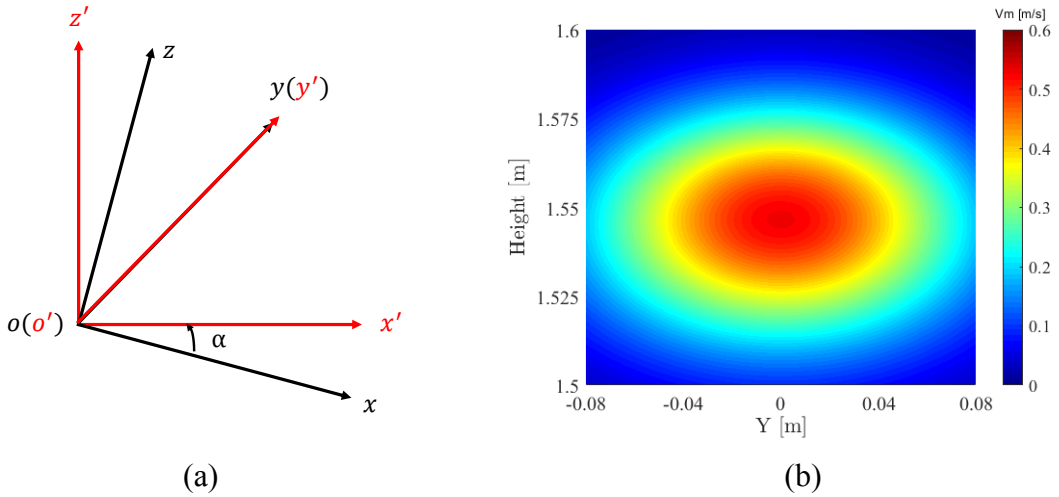 z'
z
y(y')
o(o')
α
x'
x
(a)
Vm [m/s]
1.6
1.575
1.55
1.525
1.5
Height [m]
-0.08
-0.04
0
0.04
0.08
Y [m]
0.6
0.5
0.4
0.3
0.2
0.1
0
(b)